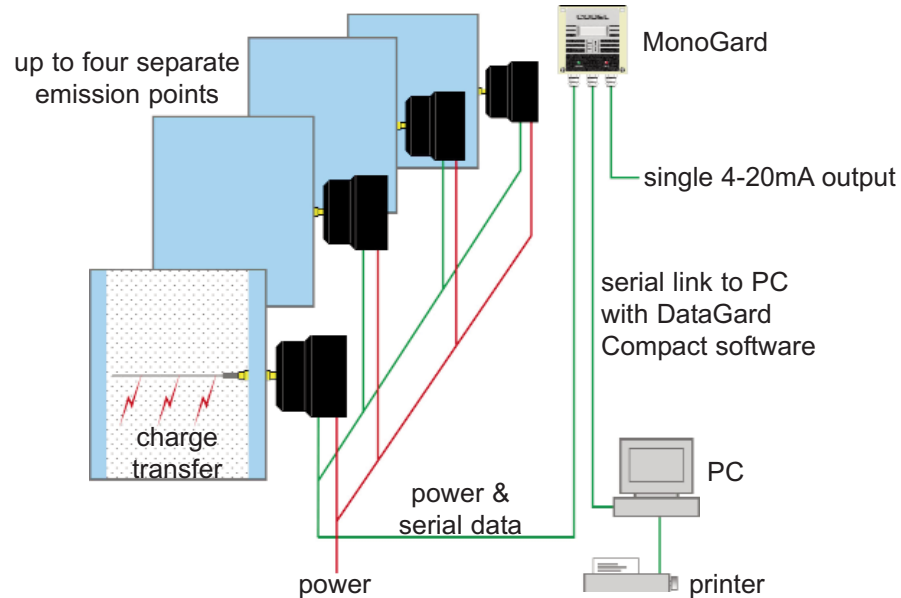 up to four separate
emission points
CODEL
MonoGard
single 4-20mA output
serial link to PC
with DataGard
Compact software
charge
transfer
PC
power &
serial data
power
printer